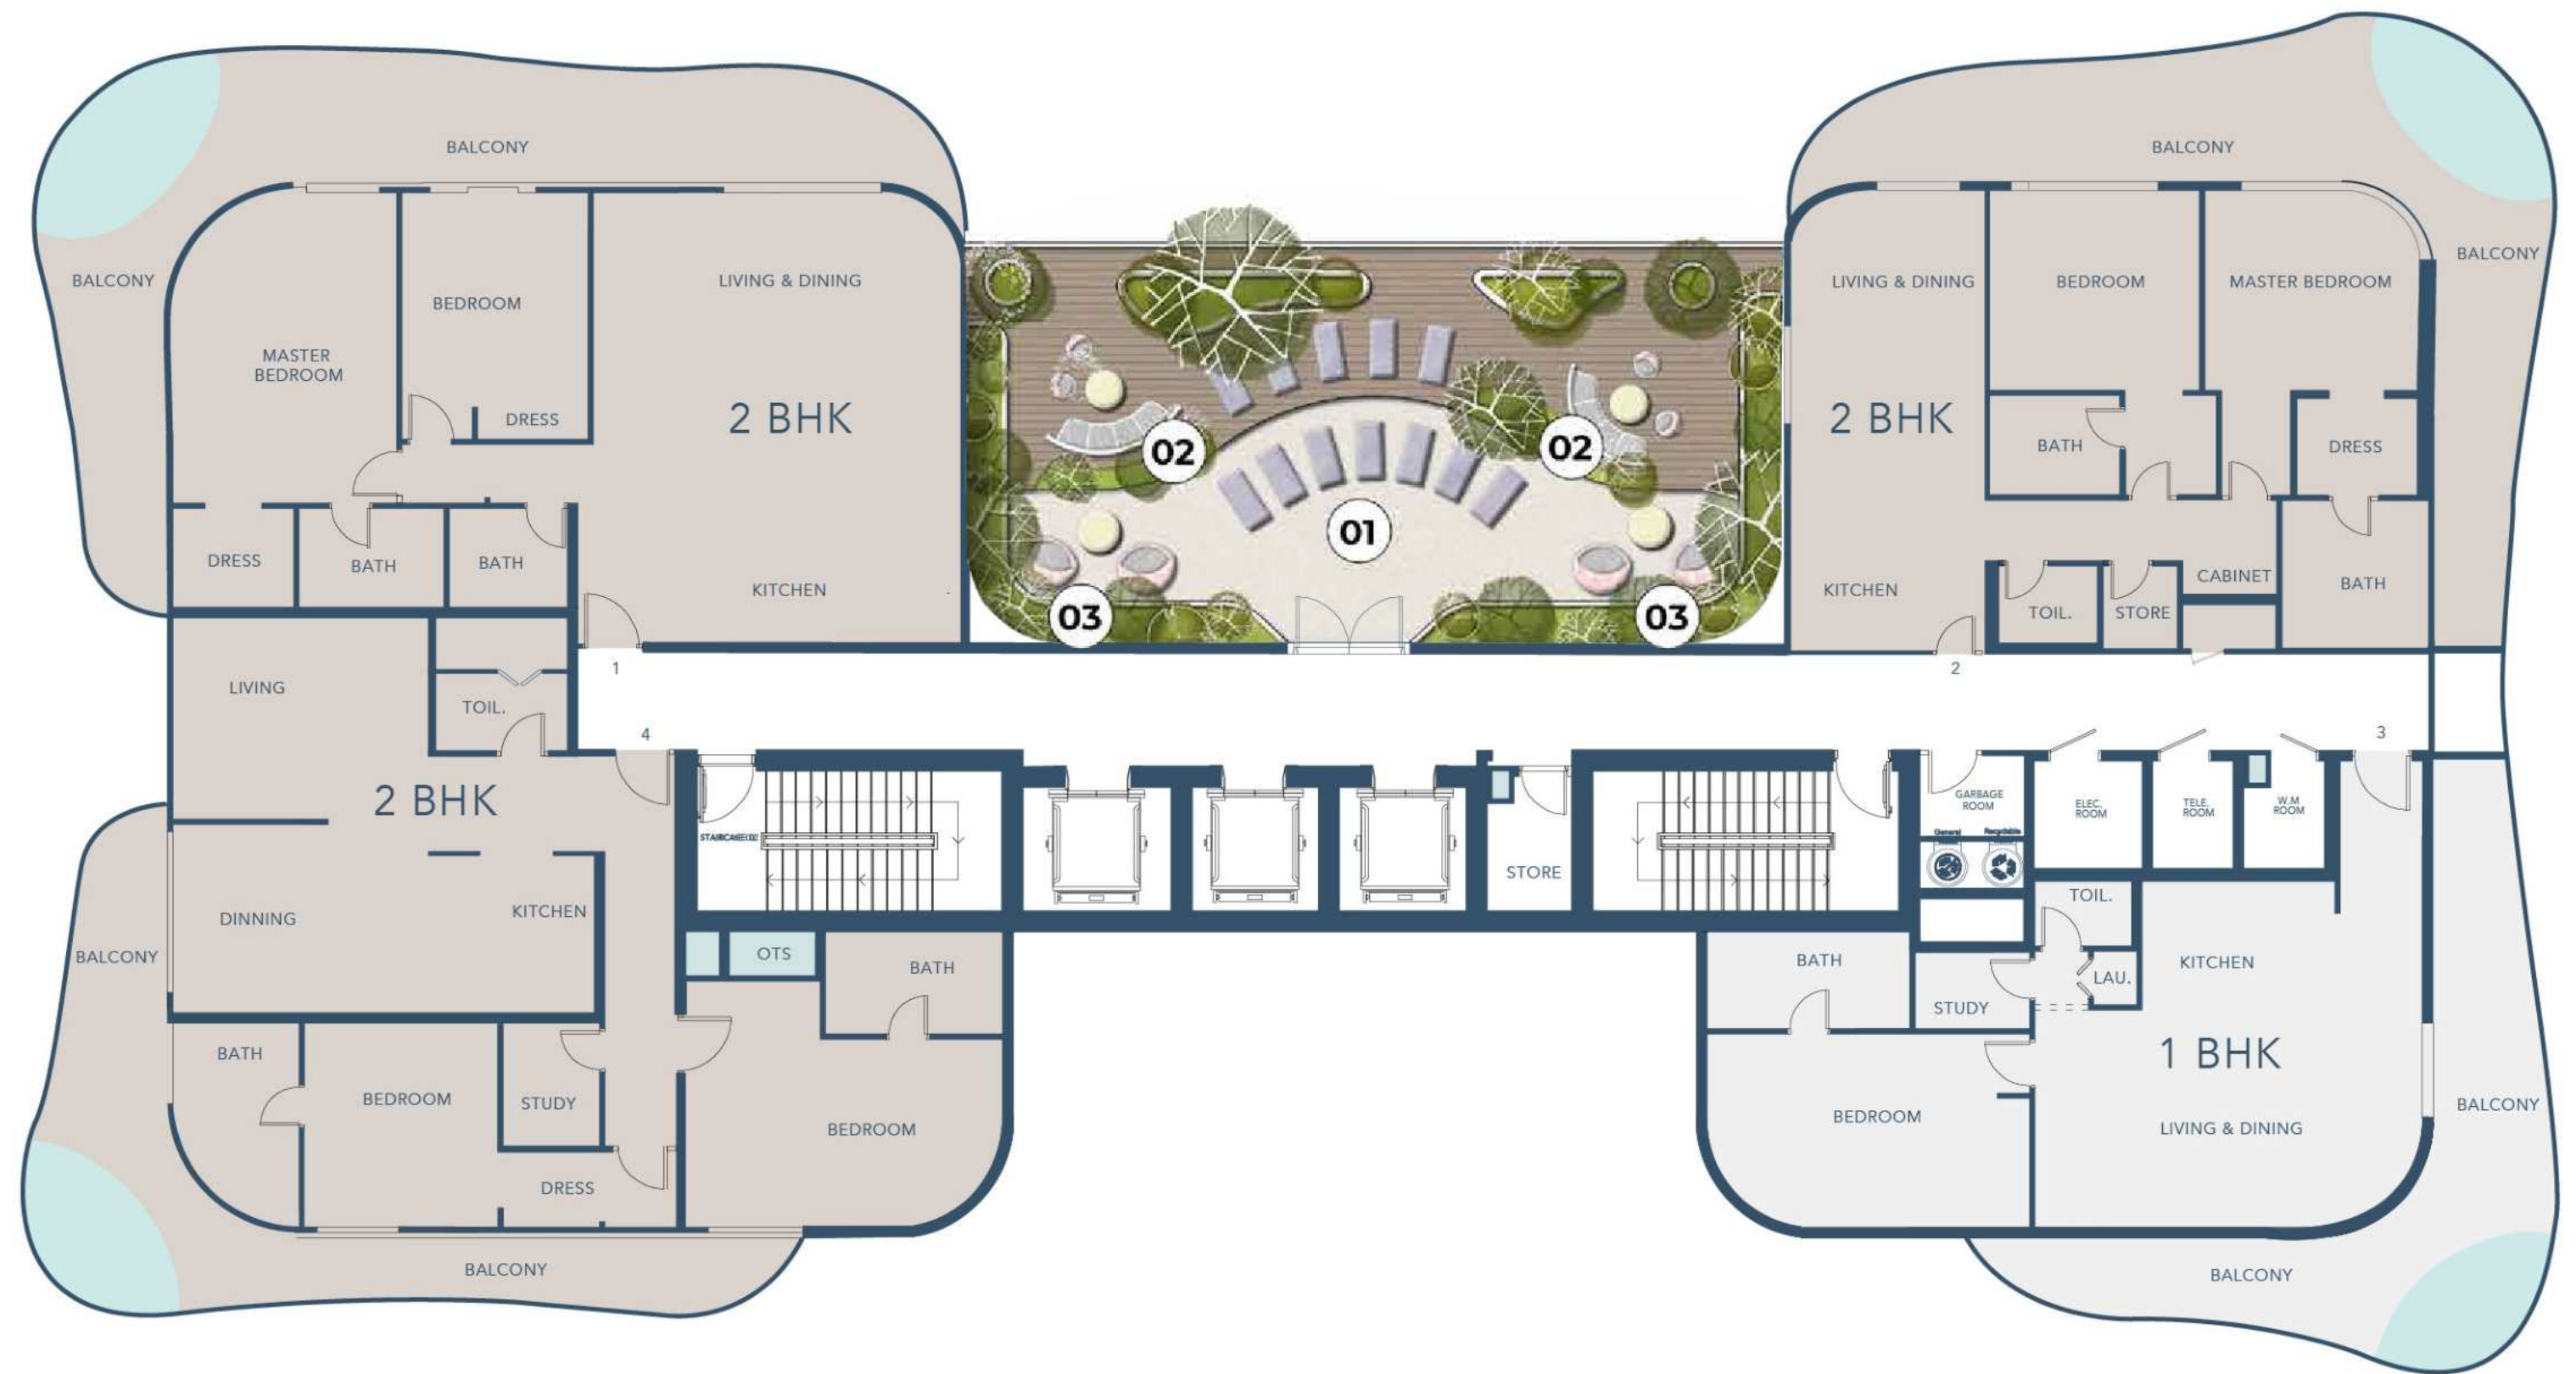 BALCONY
BALCONY
BALCONY
BALCONY
LIVING & DINING
BEDROOM
MASTER
BEDROOM
2 BHK
DRESS
DRESS
BATH
BATH
KITCHEN
LIVING & DINING
BEDROOM
MASTER BEDROOM
2 BHK
BATH
DRESS
KITCHEN
TOIL.
STORE
CABINET
BATH
02
02
01
03
03
1
2
4
3
LIVING
TOIL.
2 BHK
DINNING
KITCHEN
BALCONY
BATH
BEDROOM
STUDY
DRESS
BALCONY
OTS
BATH
BEDROOM
STORE
GARBAGE
ROOM
General
Recyclable
ELEC.
ROOM
TELE.
ROOM
W.M
ROOM
TOIL.
BATH
STUDY
LAU.
KITCHEN
1 BHK
BEDROOM
LIVING & DINING
BALCONY
BALCONY